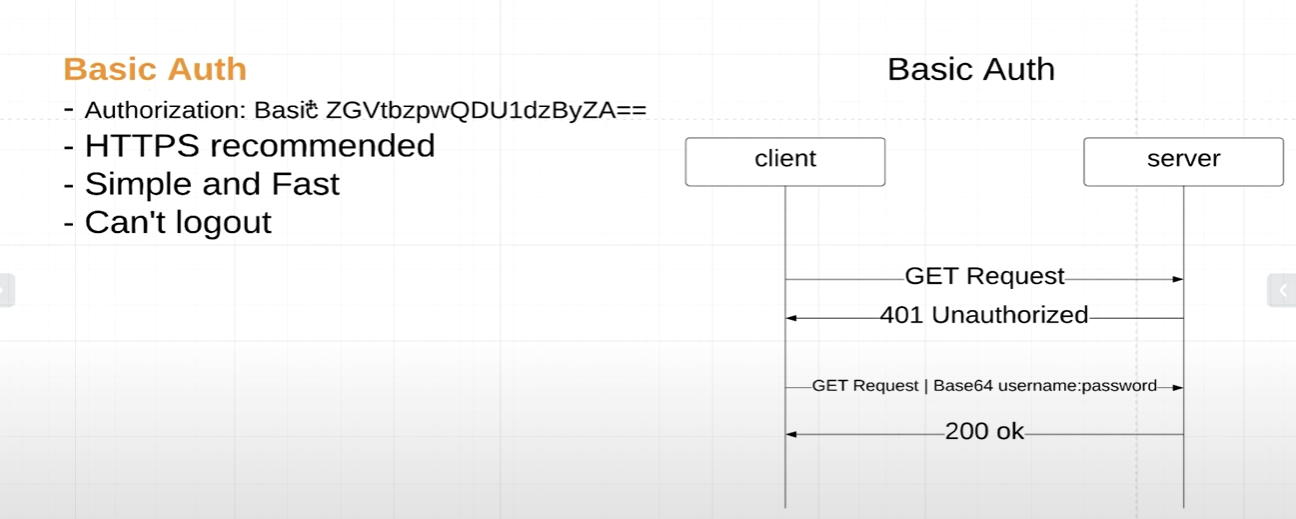 Basic Auth
- Authorization: Basic ZGVtbzpwQDU1dzByZA==
- HTTPS recommended
- Simple and Fast
- Can't logout
Basic Auth
client
server
GET Request
401 Unauthorized
GET Request | Base64 username:password
200 ok